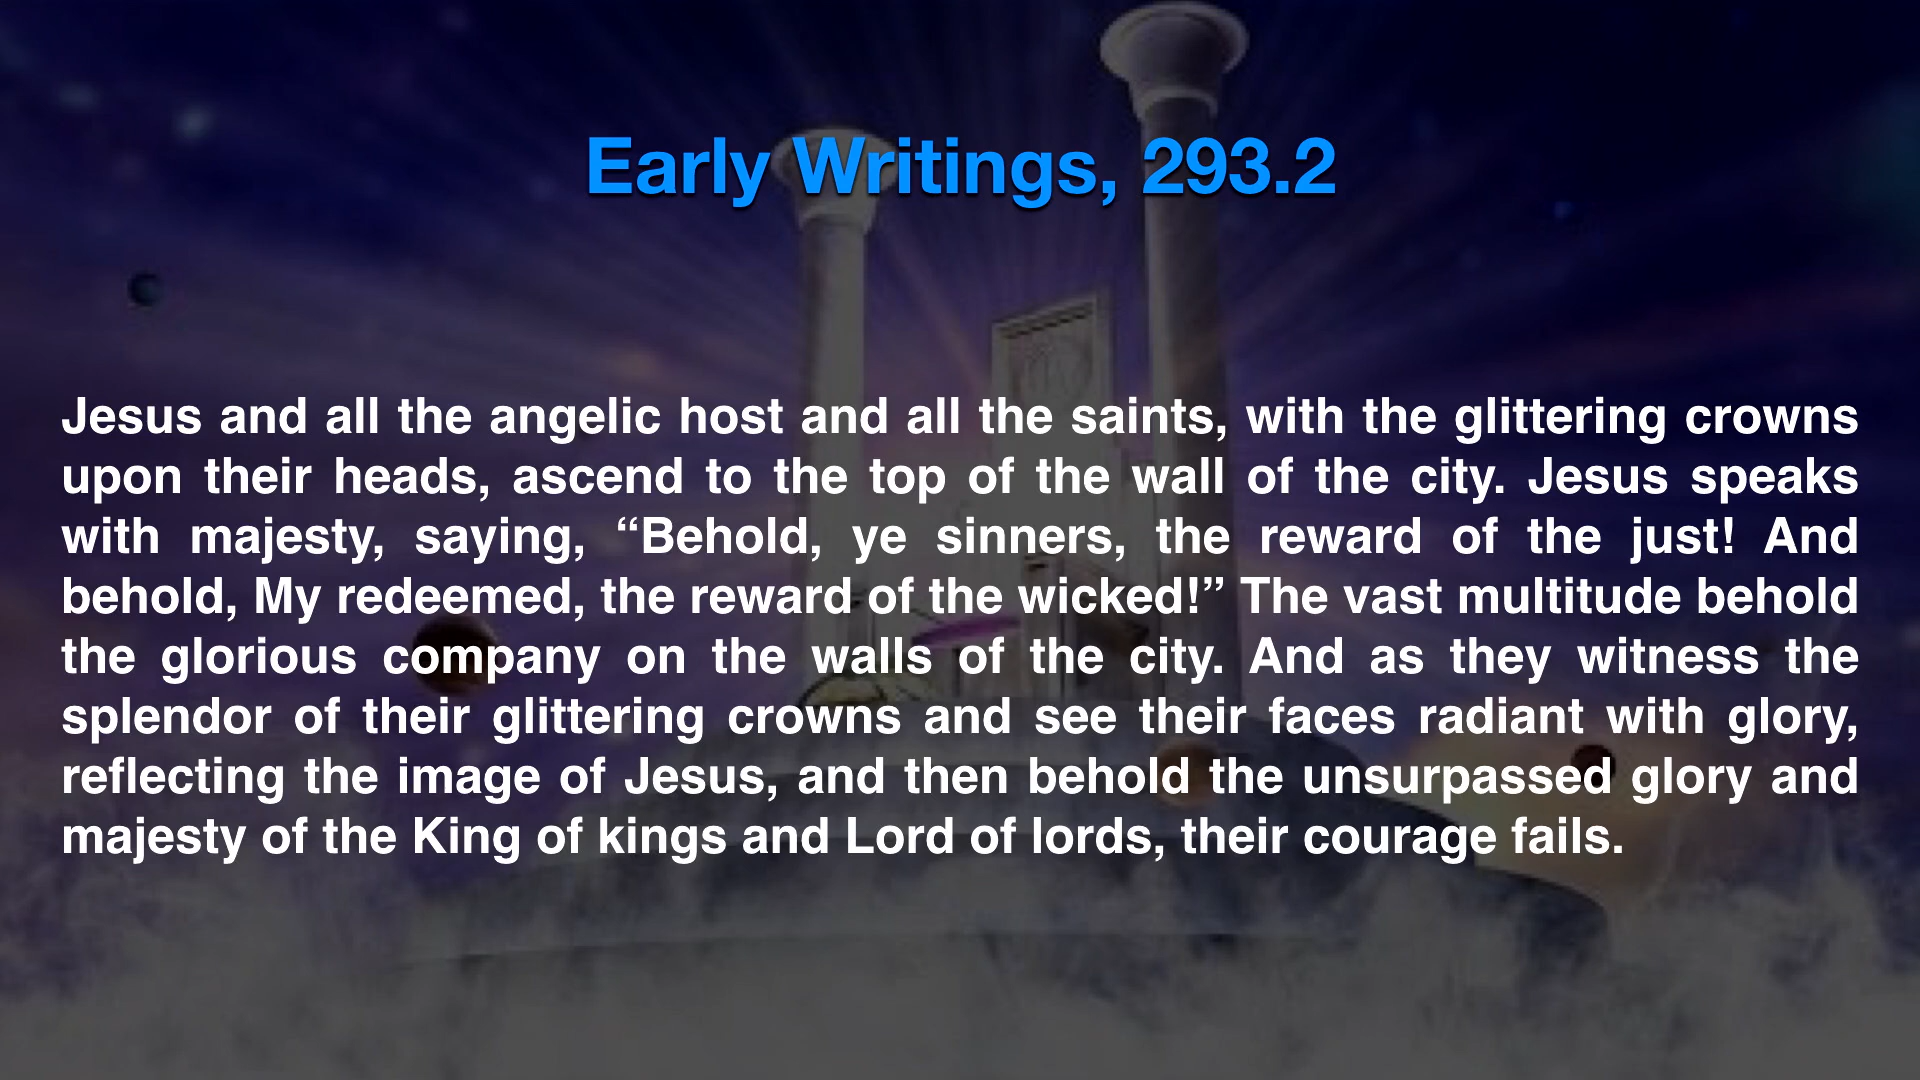 Early Writings, 293.2
Jesus and all the angelic host and all the saints, with the glittering crowns
upon their heads, ascend to the top of the wall of the city. Jesus speaks
with majesty, saying, “Behold, ye sinners, the reward of the just! And
behold, My redeemed, the reward of the wicked!” The vast multitude behold
the glorious company on the walls of the city. And as they witness the
splendor of their glittering crowns and see their faces radiant with glory,
reflecting the image of Jesus, and then behold the unsurpassed glory and
majesty of the King of kings and Lord of lords, their courage fails.